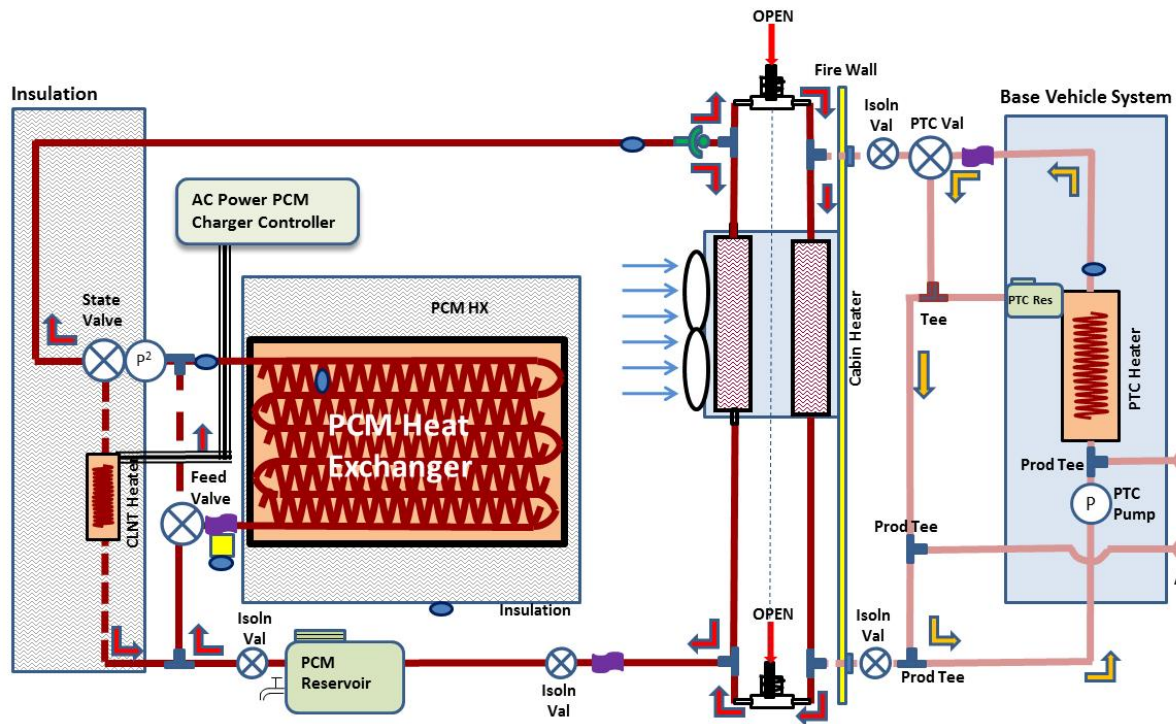 OPEN
Fire Wall
Insulation
Isoln
Val
PTC Val
Base Vehicle System
AC Power PCM
Charger Controller
State
Valve
P²
PCM HX
PCM Heat
Exchanger
Cabin Heater
Tee
PTC Res
PTC Heater
CLNT Heater
Feed
Valve
Prod Tee
P
PTC
Pump
Prod Tee
Insulation
OPEN
Isoln
Val
PCM
Reservoir
Isoln
Val
Isoln
Val
Prod Tee